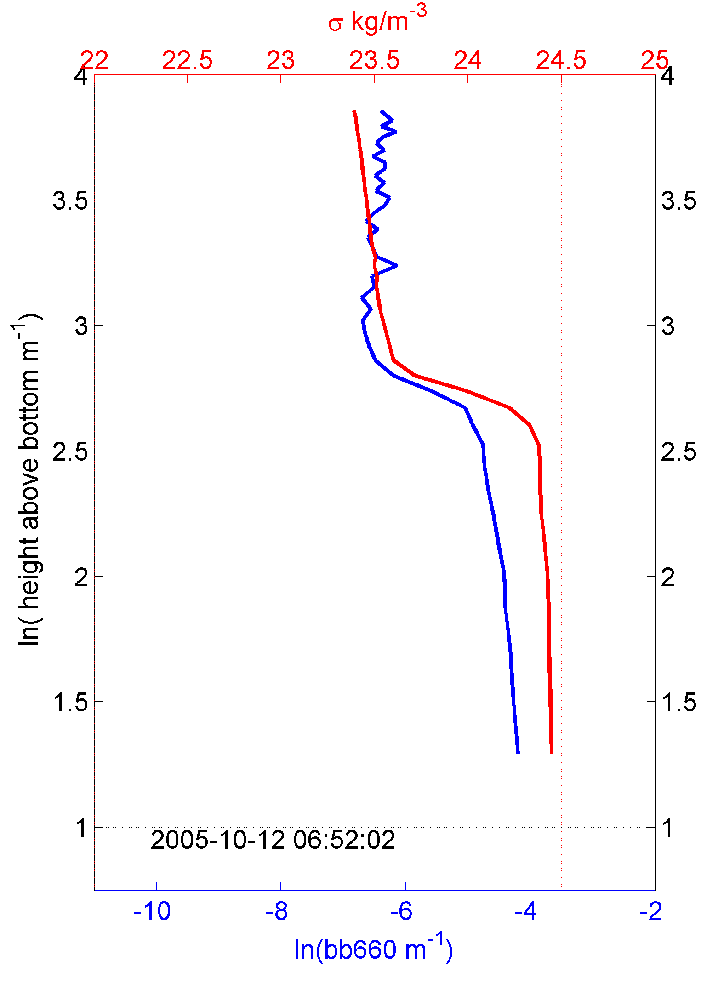 σ kg/m-3
22 22.5 23 23.5 24 24.5 25
4 4
3.5 3.5
3 3
2.5 2.5
2 2
1.5 1.5
1 1
ln( height above bottom m-1)
2005-10-12 06:52:02
-10 -8 -6 -4 -2
ln(bb660 m-1)